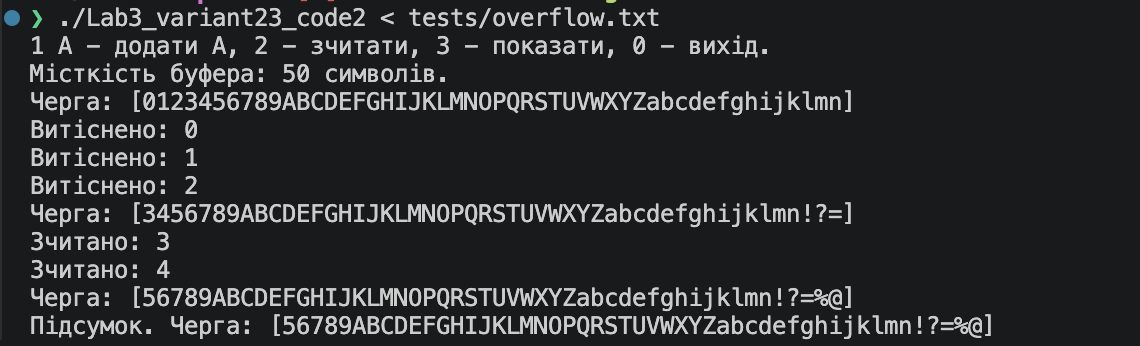 ❯ ./Lab3_variant23_code2 < tests/overflow.txt
1 A – додати A, 2 – зчитати, 3 – показати, 0 – вихід.
Місткість буфера: 50 символів.
Черга: [0123456789ABCDEFGHIJKLMNOPQRSTUVWXYZabcdefghijklmn]
Витіснено: 0
Витіснено: 1
Витіснено: 2
Черга: [3456789ABCDEFGHIJKLMNOPQRSTUVWXYZabcdefghijklmn!?=]
Зчитано: 3
Зчитано: 4
Черга: [56789ABCDEFGHIJKLMNOPQRSTUVWXYZabcdefghijklmn!?=%@]
Підсумок. Черга: [56789ABCDEFGHIJKLMNOPQRSTUVWXYZabcdefghijklmn!?=%@]